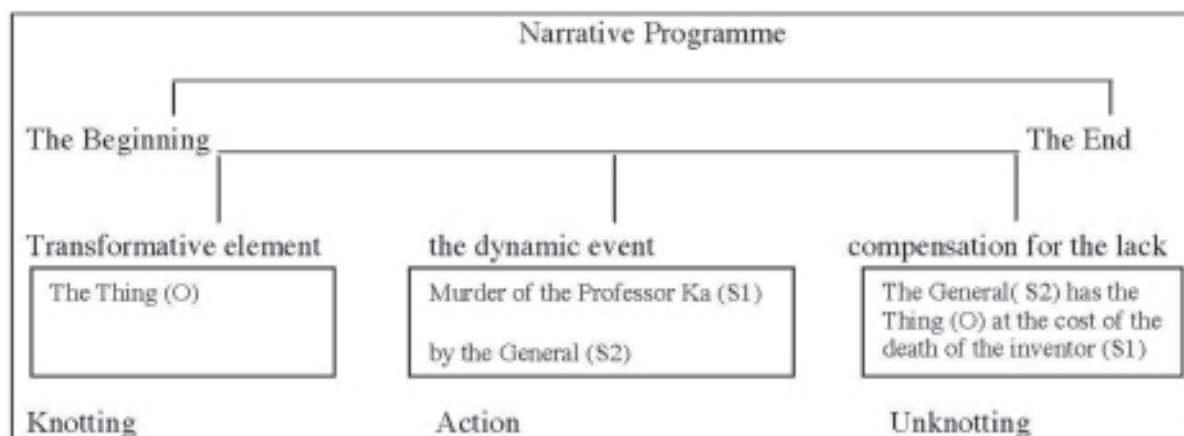 Narrative Programme
The Beginning
The End
Transformative element
the dynamic event
compensation for the lack
The Thing (O)
Murder of the Professor Ka (S1)
by the General (S2)
The General( S2) has the
Thing (O) at the cost of the
death of the inventor (S1)
Knotting
Action
Unknotting